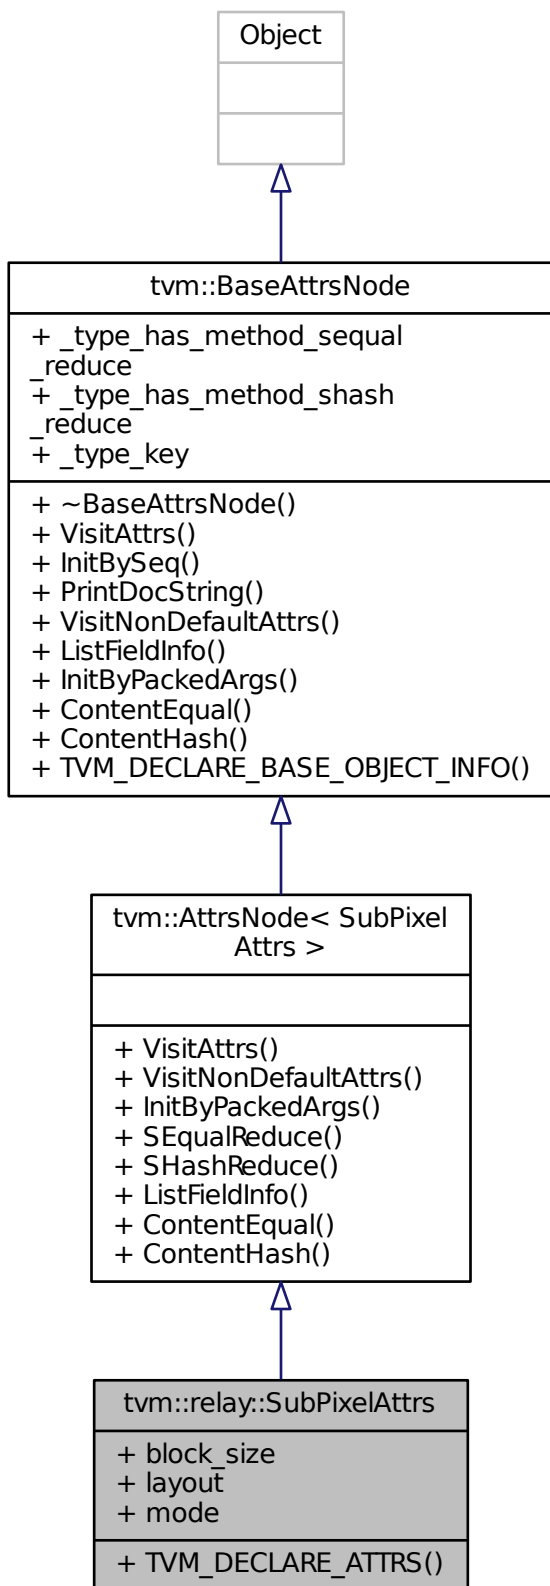 Object
tvm::BaseAttrsNode
+ _type_has_method_sequal
_reduce
+ _type_has_method_shash
_reduce
+ _type_key
+ ~BaseAttrsNode()
+ VisitAttrs()
+ InitBySeq()
+ PrintDocString()
+ VisitNonDefaultAttrs()
+ ListFieldInfo()
+ InitByPackedArgs()
+ ContentEqual()
+ ContentHash()
+ TVM_DECLARE_BASE_OBJECT_INFO()
tvm::AttrsNode< SubPixel
Attrs >
+ VisitAttrs()
+ VisitNonDefaultAttrs()
+ InitByPackedArgs()
+ SEqualReduce()
+ SHashReduce()
+ ListFieldInfo()
+ ContentEqual()
+ ContentHash()
tvm::relay::SubPixelAttrs
+ block_size
+ layout
+ mode
+ TVM_DECLARE_ATTRS()